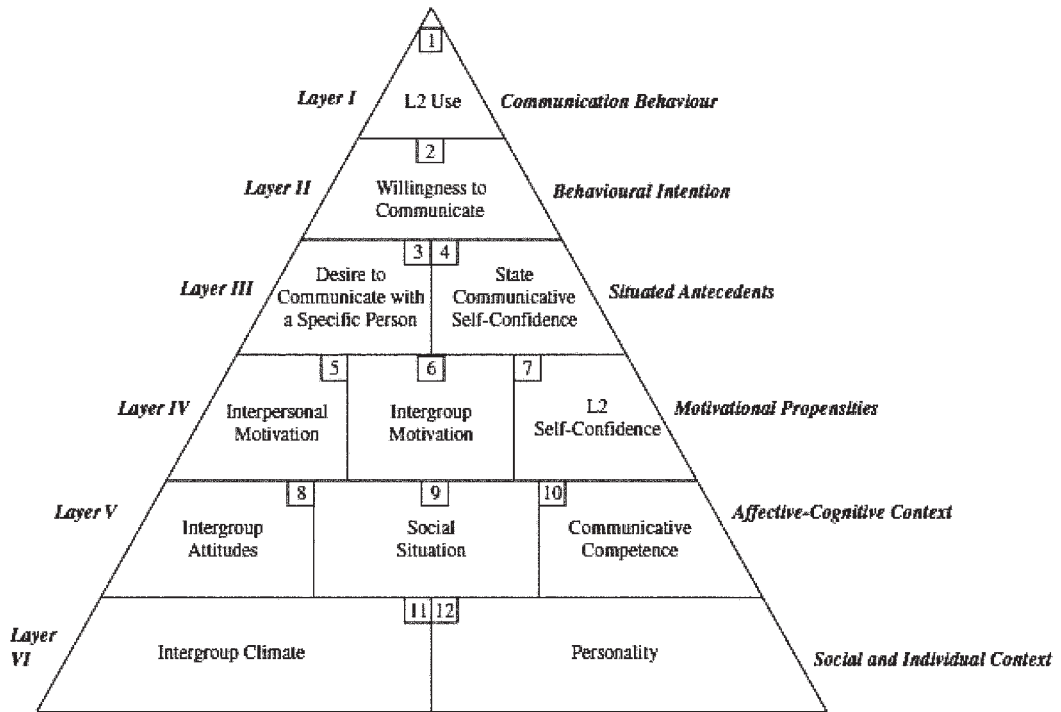 1
Layer I
L2 Use
Communication Behaviour
2
Layer II
Willingness to
Communicate
Behavioural Intention
3 4
Layer III
Desire to
Communicate with
a Specific Person
State
Communicative
Self-Confidence
Situated Antecedents
5 6 7
Layer IV
Interpersonal
Motivation
Intergroup
Motivation
L2
Self-Confidence
Motivational Propensities
8 9 10
Layer V
Intergroup
Attitudes
Social
Situation
Communicative
Competence
Affective-Cognitive Context
11 12
Layer
VI
Intergroup Climate
Personality
Social and Individual Context